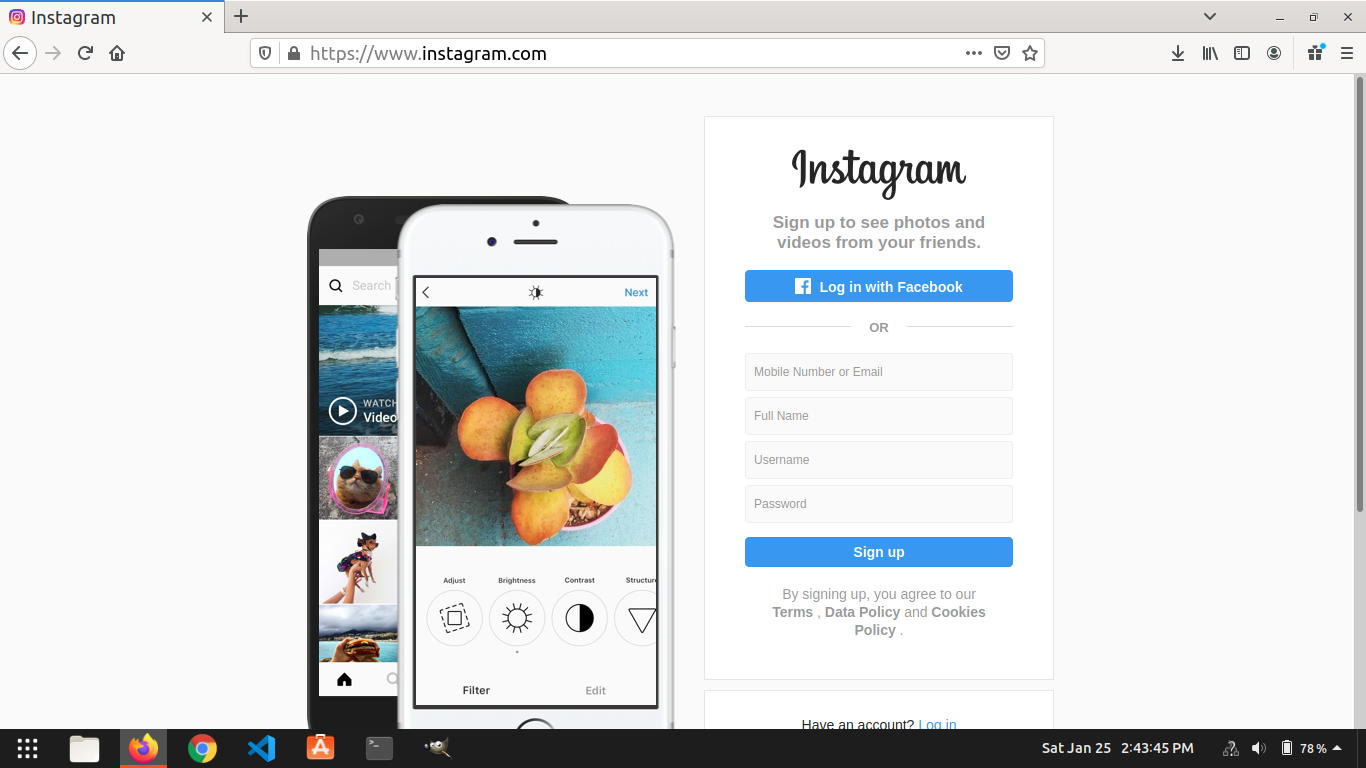 Instagram
https://www.instagram.com
Instagram
Sign up to see photos and
videos from your friends.
Log in with Facebook
OR
Mobile Number or Email
Full Name
Username
Password
Sign up
By signing up, you agree to our
Terms , Data Policy and Cookies
Policy .
Have an account? Log in
Search
WATCH
Video
Next
Adjust
Brightness
Contrast
Structure
Filter
Edit
Sat Jan 25 2:43:45 PM
78 %